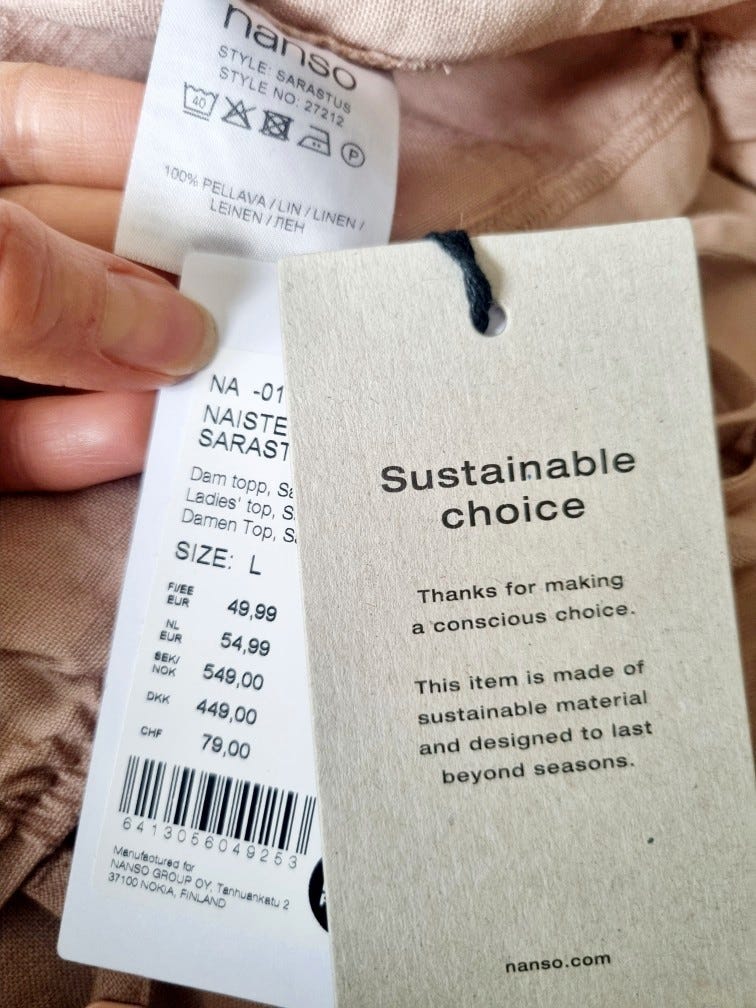 nanso
STYLE: SARASTUS
STYLE NO: 27212
40
P
100% PELLAVA / LIN / LINEN /
LEINEN / ЛЕН
NA -01
NAISTE
SARAST
Dam topp, Sa
Ladies' top, S
Damen Top, S
SIZE: L
FI/EE
EUR 49,99
NL
EUR 54,99
SEK/
NOK 549,00
DKK 449,00
CHF 79,00
6413056049253
Manufactured for
NANSO GROUP OY, Tanhuankatu 2
37100 NOKIA, FINLAND
Sustainable
choice
Thanks for making
a conscious choice.
This item is made of
sustainable material
and designed to last
beyond seasons.
nanso.com